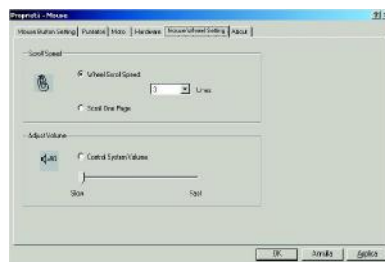 Proprietà - Mouse
Mouse Button Setting Puntatori Moto Hardware Mouse Wheel Setting About
Scroll Speed
Wheel Scroll Speed
3 Lines
Scroll One Page
Adjust Volume
Control System Volume
Slow Fast
OK Annulla Applica